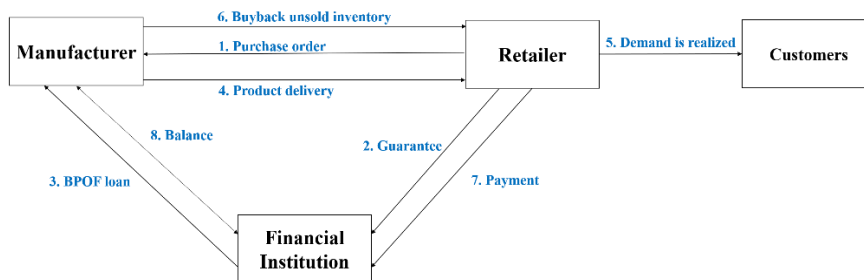 6. Buyback unsold inventory
1. Purchase order
Manufacturer
Retailer
5. Demand is realized
Customers
4. Product delivery
8. Balance
2. Guarantee
3. BPOF loan
7. Payment
Financial
Institution